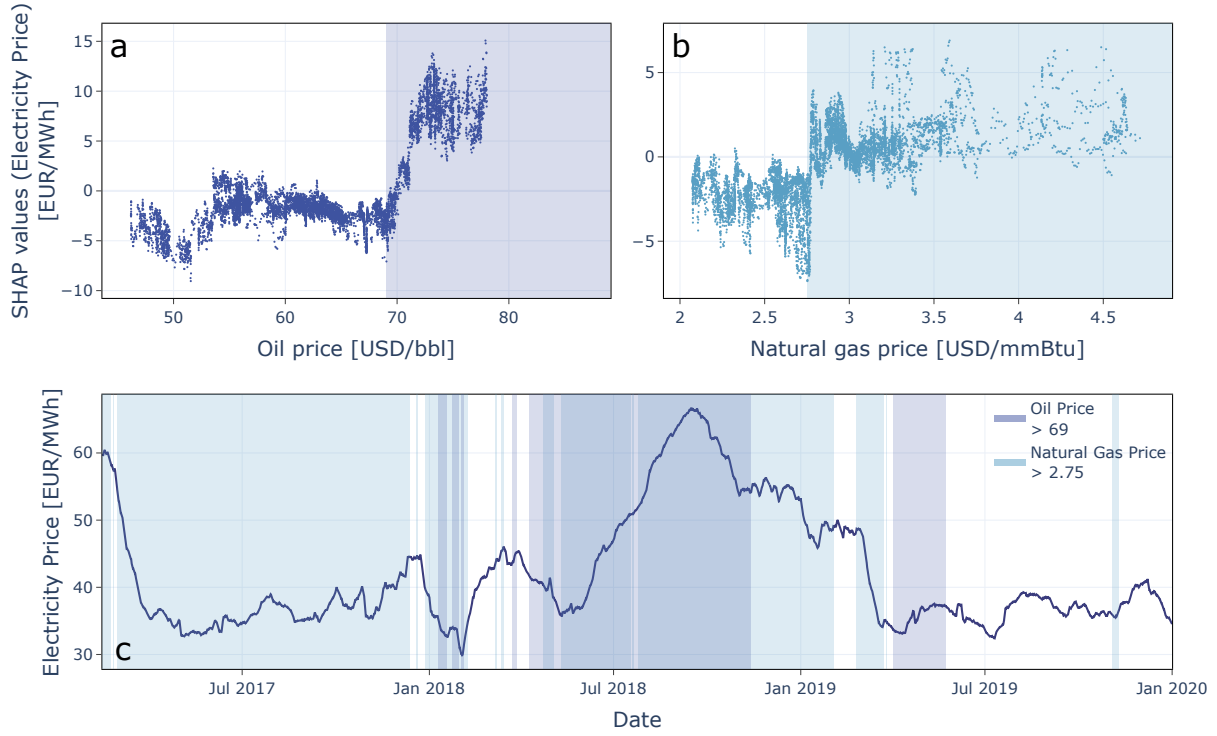 SHAP values (Electricity Price)
[EUR/MWh]
a
15
10
5
0
−5
−10
50
60
70
80
Oil price [USD/bbl]
b
5
0
−5
2
2.5
3
3.5
4
4.5
Natural gas price [USD/mmBtu]
Electricity Price [EUR/MWh]
60
50
40
30
c
Oil Price
> 69
Natural Gas Price
> 2.75
Jul 2017
Jan 2018
Jul 2018
Jan 2019
Jul 2019
Jan 2020
Date